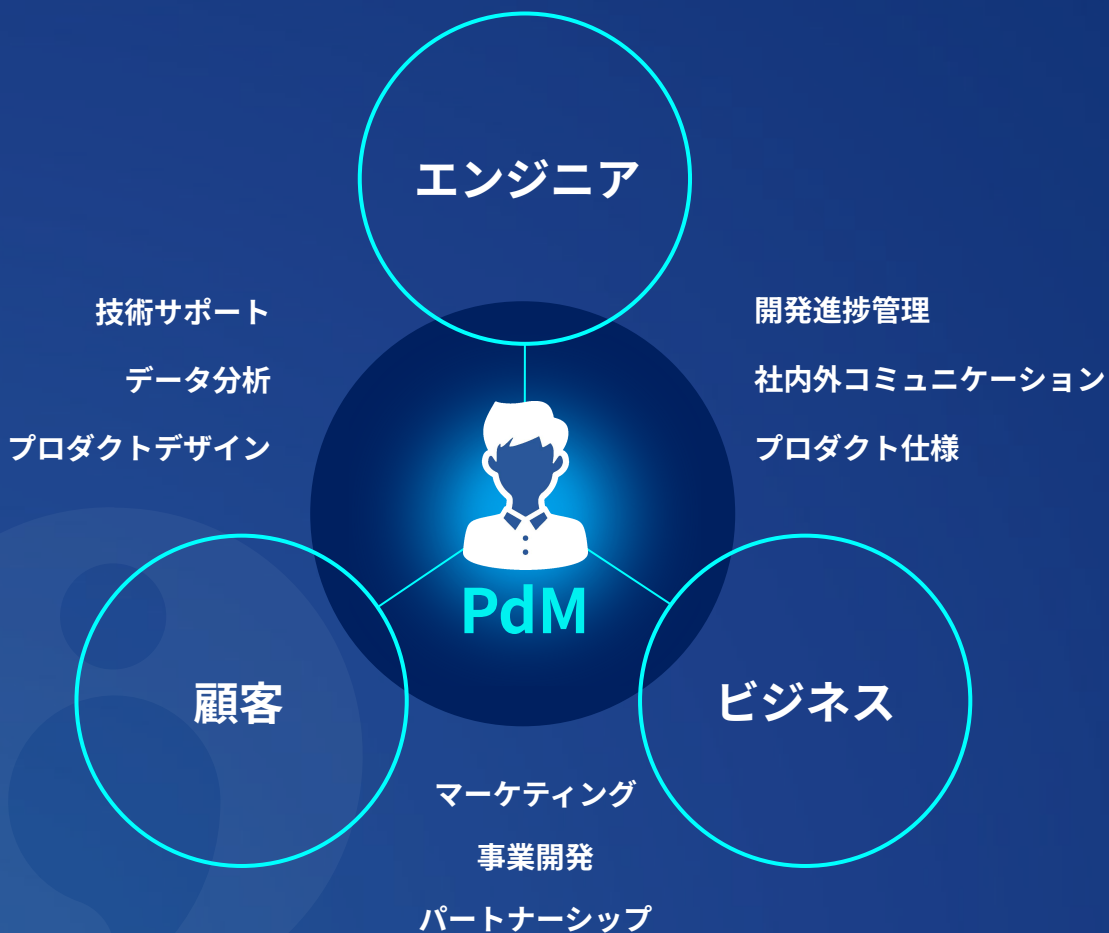 エンジニア
技術サポート
データ分析
プロダクトデザイン
開発進捗管理
社内外コミュニケーション
プロダクト仕様
PdM
顧客
ビジネス
マーケティング
事業開発
パートナーシップ